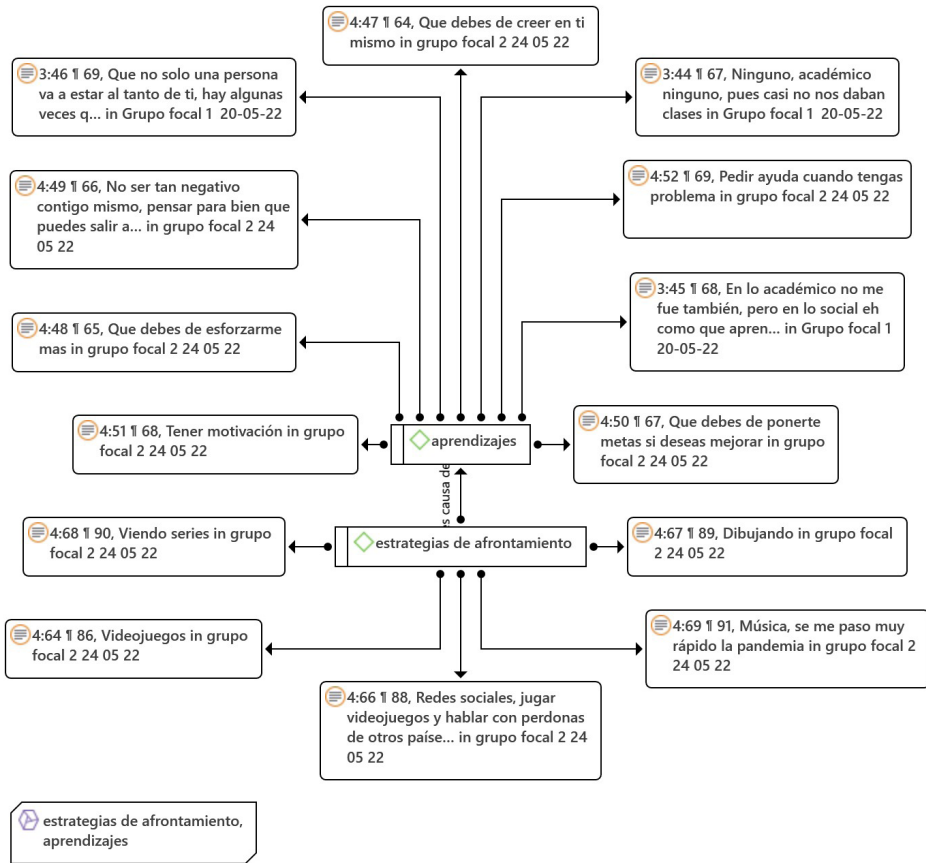 4:47 ¶ 64, Que debes de creer en ti
mismo in grupo focal 2 24 05 22
3:46 ¶ 69, Que no solo una persona
va a estar al tanto de ti, hay algunas
veces q... in Grupo focal 1 20-05-22
3:44 ¶ 67, Ninguno, académico
ninguno, pues casi no nos daban
clases in Grupo focal 1 20-05-22
4:49 ¶ 66, No ser tan negativo
contigo mismo, pensar para bien que
puedes salir a... in grupo focal 2 24
05 22
4:52 ¶ 69, Pedir ayuda cuando tengas
problema in grupo focal 2 24 05 22
3:45 ¶ 68, En lo académico no me
fue también, pero en lo social eh
como que apren... in Grupo focal 1
20-05-22
4:48 ¶ 65, Que debes de esforzarme
mas in grupo focal 2 24 05 22
4:51 ¶ 68, Tener motivación in grupo
focal 2 24 05 22
aprendizajes
4:50 ¶ 67, Que debes de ponerte
metas si deseas mejorar in grupo
focal 2 24 05 22
es causa de
4:68 ¶ 90, Viendo series in grupo
focal 2 24 05 22
estrategias de afrontamiento
4:67 ¶ 89, Dibujando in grupo focal
2 24 05 22
4:64 ¶ 86, Videojuegos in grupo
focal 2 24 05 22
4:69 ¶ 91, Música, se me paso muy
rápido la pandemia in grupo focal 2
24 05 22
4:66 ¶ 88, Redes sociales, jugar
videojuegos y hablar con perdonas
de otros paíse... in grupo focal 2 24
05 22
estrategias de afrontamiento,
aprendizajes